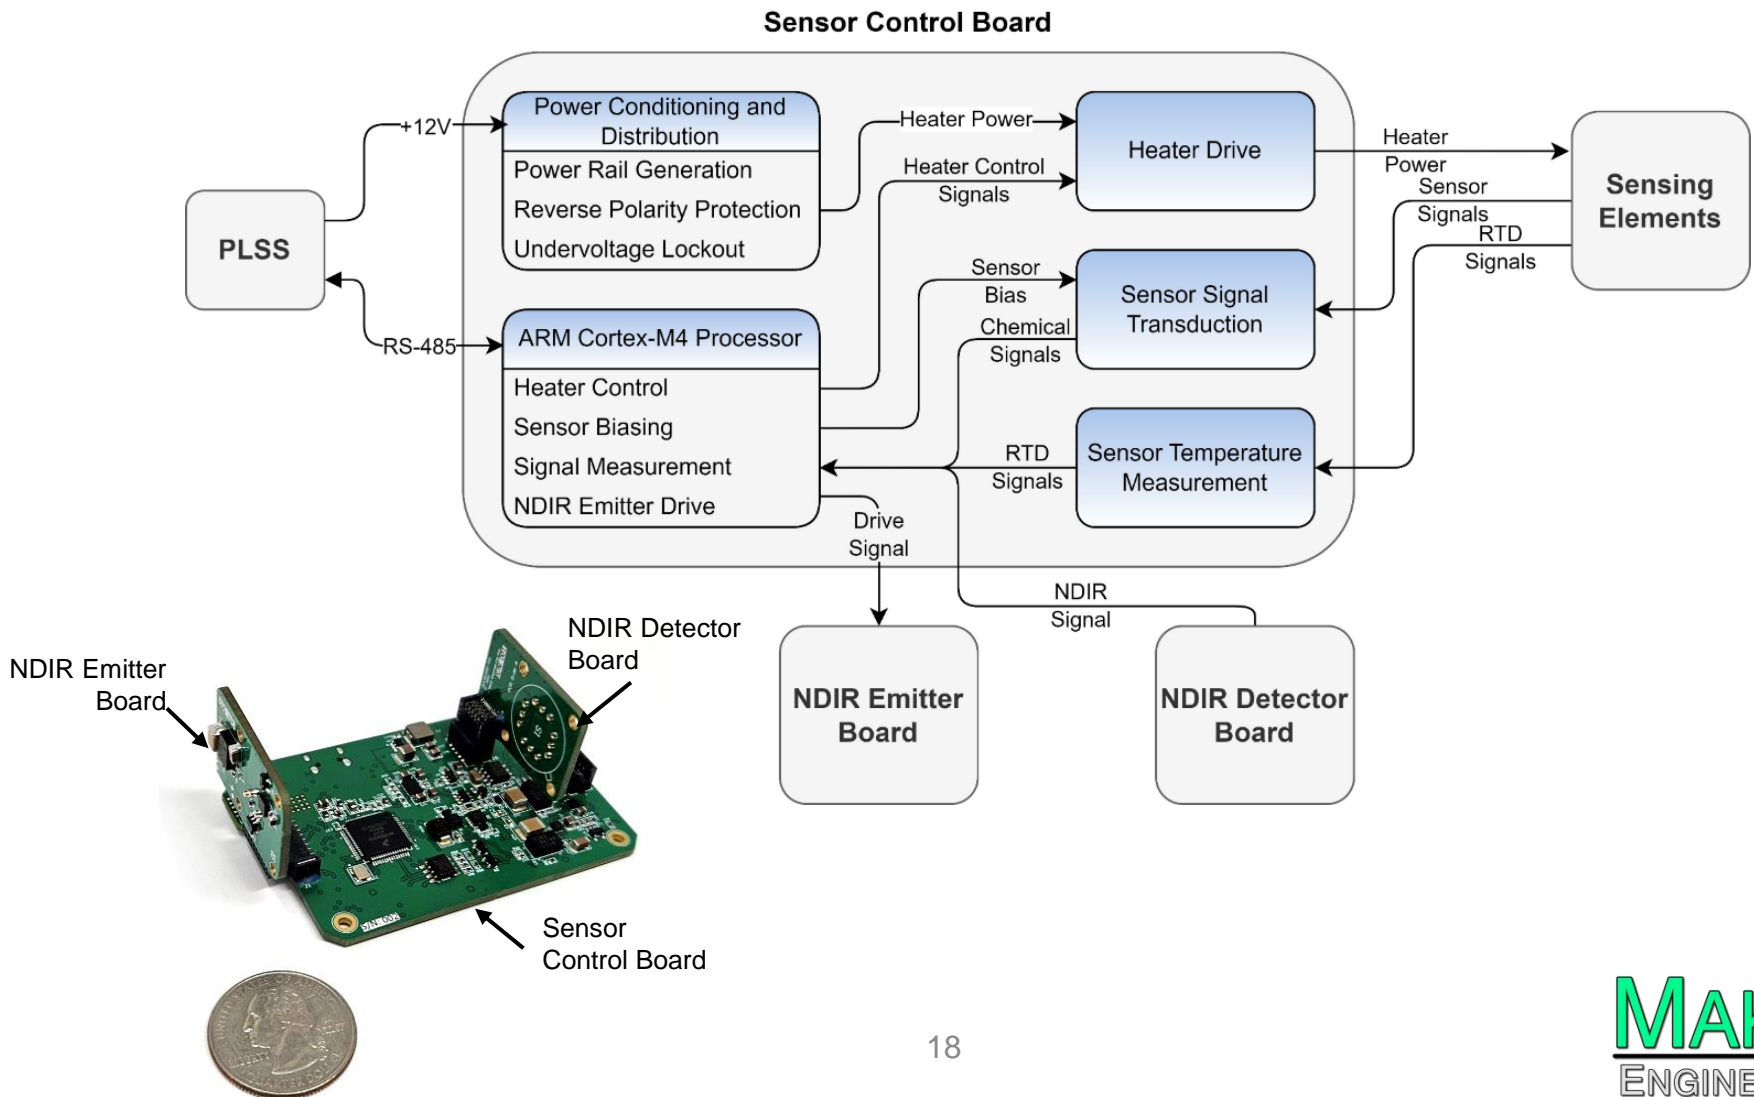 Sensor Control Board
Power Conditioning and
Distribution
Power Rail Generation
Reverse Polarity Protection
Undervoltage Lockout
+12V
PLSS
RS-485
ARM Cortex-M4 Processor
Heater Control
Sensor Biasing
Signal Measurement
NDIR Emitter Drive
Heater Power
Heater Control
Signals
Heater Drive
Sensor
Bias
Chemical
Signals
Sensor Signal
Transduction
RTD
Signals
Sensor Temperature
Measurement
Heater
Power
Sensor
Signals
RTD
Signals
Sensing
Elements
Drive
Signal
NDIR
Signal
NDIR Emitter
Board
NDIR Detector
Board
NDIR Emitter
Board
NDIR Detector
Board
S/N: 002
Sensor
Control Board
LIBERTY
18
MAK
ENGINE